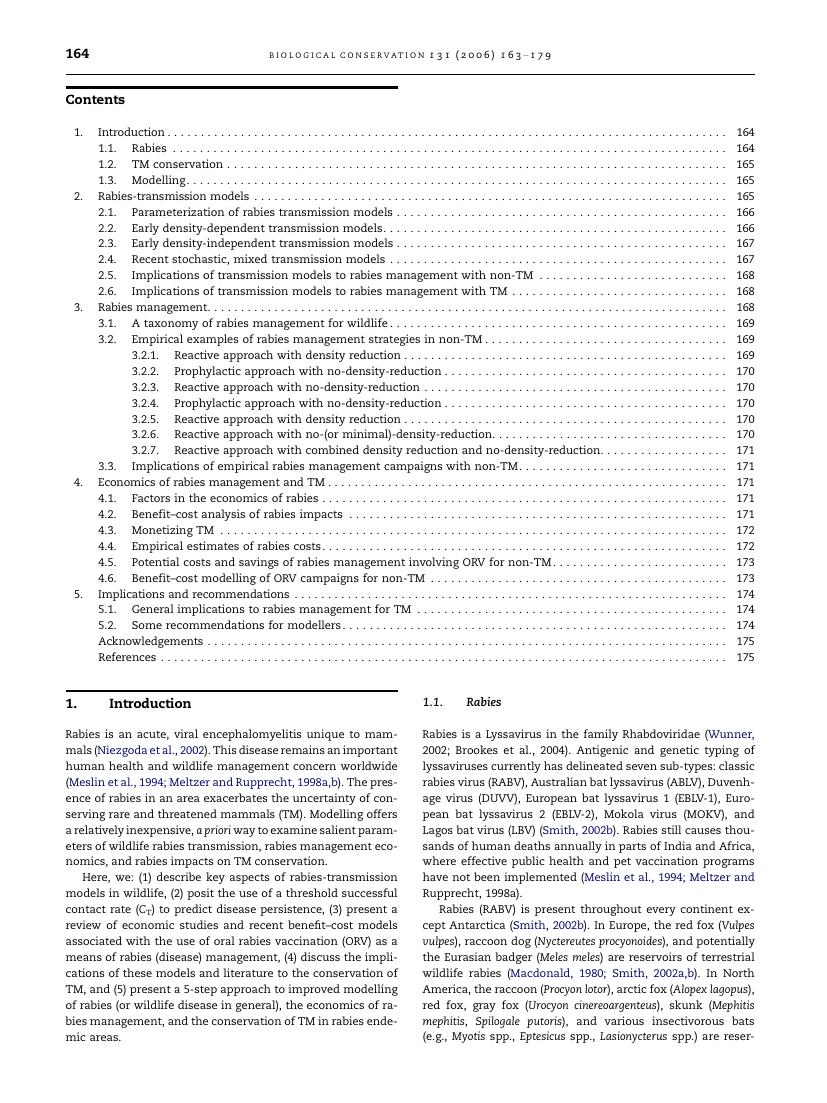 164
BIOLOGICAL CONSERVATION 131 (2006) 163–179
Contents
1. Introduction . . . . . . . . . . 164
1.1. Rabies . . . . . . . . . . 164
1.2. TM conservation . . . . . . . . . . 165
1.3. Modelling . . . . . . . . . . 165
2. Rabies-transmission models . . . . . . . . . . 165
2.1. Parameterization of rabies transmission models . . . . . . . . . . 166
2.2. Early density-dependent transmission models . . . . . . . . . . 166
2.3. Early density-independent transmission models . . . . . . . . . . 167
2.4. Recent stochastic, mixed transmission models . . . . . . . . . . 167
2.5. Implications of transmission models to rabies management with non-TM . . . . . . . . . . 168
2.6. Implications of transmission models to rabies management with TM . . . . . . . . . . 168
3. Rabies management . . . . . . . . . . 168
3.1. A taxonomy of rabies management for wildlife . . . . . . . . . . 169
3.2. Empirical examples of rabies management strategies in non-TM . . . . . . . . . . 169
3.2.1. Reactive approach with density reduction . . . . . . . . . . 169
3.2.2. Prophylactic approach with no-density-reduction . . . . . . . . . . 170
3.2.3. Reactive approach with no-density-reduction . . . . . . . . . . 170
3.2.4. Prophylactic approach with no-density-reduction . . . . . . . . . . 170
3.2.5. Reactive approach with density reduction . . . . . . . . . . 170
3.2.6. Reactive approach with no-(or minimal)-density-reduction . . . . . . . . . . 170
3.2.7. Reactive approach with combined density reduction and no-density-reduction . . . . . . . . . . 171
3.3. Implications of empirical rabies management campaigns with non-TM . . . . . . . . . . 171
4. Economics of rabies management and TM . . . . . . . . . . 171
4.1. Factors in the economics of rabies . . . . . . . . . . 171
4.2. Benefit–cost analysis of rabies impacts . . . . . . . . . . 171
4.3. Monetizing TM . . . . . . . . . . 172
4.4. Empirical estimates of rabies costs . . . . . . . . . . 172
4.5. Potential costs and savings of rabies management involving ORV for non-TM . . . . . . . . . . 173
4.6. Benefit–cost modelling of ORV campaigns for non-TM . . . . . . . . . . 173
5. Implications and recommendations . . . . . . . . . . 174
5.1. General implications to rabies management for TM . . . . . . . . . . 174
5.2. Some recommendations for modellers . . . . . . . . . . 174
Acknowledgements . . . . . . . . . . 175
References . . . . . . . . . . 175
1. Introduction
Rabies is an acute, viral encephalomyelitis unique to mam-
mals (Niezgoda et al., 2002). This disease remains an important
human health and wildlife management concern worldwide
(Meslin et al., 1994; Meltzer and Rupprecht, 1998a,b). The pres-
ence of rabies in an area exacerbates the uncertainty of con-
serving rare and threatened mammals (TM). Modelling offers
a relatively inexpensive, a priori way to examine salient param-
eters of wildlife rabies transmission, rabies management eco-
nomics, and rabies impacts on TM conservation.
Here, we: (1) describe key aspects of rabies-transmission
models in wildlife, (2) posit the use of a threshold successful
contact rate (CT) to predict disease persistence, (3) present a
review of economic studies and recent benefit–cost models
associated with the use of oral rabies vaccination (ORV) as a
means of rabies (disease) management, (4) discuss the impli-
cations of these models and literature to the conservation of
TM, and (5) present a 5-step approach to improved modelling
of rabies (or wildlife disease in general), the economics of ra-
bies management, and the conservation of TM in rabies ende-
mic areas.
1.1. Rabies
Rabies is a Lyssavirus in the family Rhabdoviridae (Wunner,
2002; Brookes et al., 2004). Antigenic and genetic typing of
lyssaviruses currently has delineated seven sub-types: classic
rabies virus (RABV), Australian bat lyssavirus (ABLV), Duvenh-
age virus (DUVV), European bat lyssavirus 1 (EBLV-1), Euro-
pean bat lyssavirus 2 (EBLV-2), Mokola virus (MOKV), and
Lagos bat virus (LBV) (Smith, 2002b). Rabies still causes thou-
sands of human deaths annually in parts of India and Africa,
where effective public health and pet vaccination programs
have not been implemented (Meslin et al., 1994; Meltzer and
Rupprecht, 1998a).
Rabies (RABV) is present throughout every continent ex-
cept Antarctica (Smith, 2002b). In Europe, the red fox (Vulpes
vulpes), raccoon dog (Nyctereutes procyonoides), and potentially
the Eurasian badger (Meles meles) are reservoirs of terrestrial
wildlife rabies (Macdonald, 1980; Smith, 2002a,b). In North
America, the raccoon (Procyon lotor), arctic fox (Alopex lagopus),
red fox, gray fox (Urocyon cinereoargenteus), skunk (Mephitis
mephitis, Spilogale putoris), and various insectivorous bats
(e.g., Myotis spp., Eptesicus spp., Lasionycterus spp.) are reser-